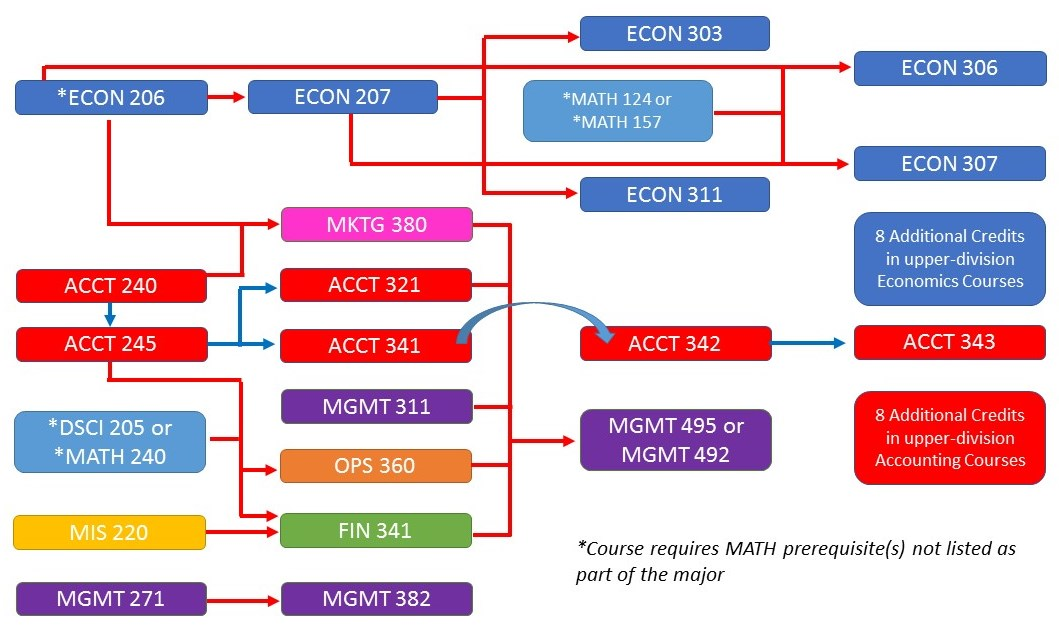 ECON 303
ECON 306
*ECON 206
ECON 207
*MATH 124 or
*MATH 157
ECON 307
ECON 311
MKTG 380
8 Additional Credits
in upper-division
Economics Courses
ACCT 240
ACCT 321
ACCT 245
ACCT 341
ACCT 342
ACCT 343
MGMT 311
*DSCI 205 or
*MATH 240
MGMT 495 or
MGMT 492
8 Additional Credits
in upper-division
Accounting Courses
OPS 360
MIS 220
FIN 341
*Course requires MATH prerequisite(s) not listed as
part of the major
MGMT 271
MGMT 382